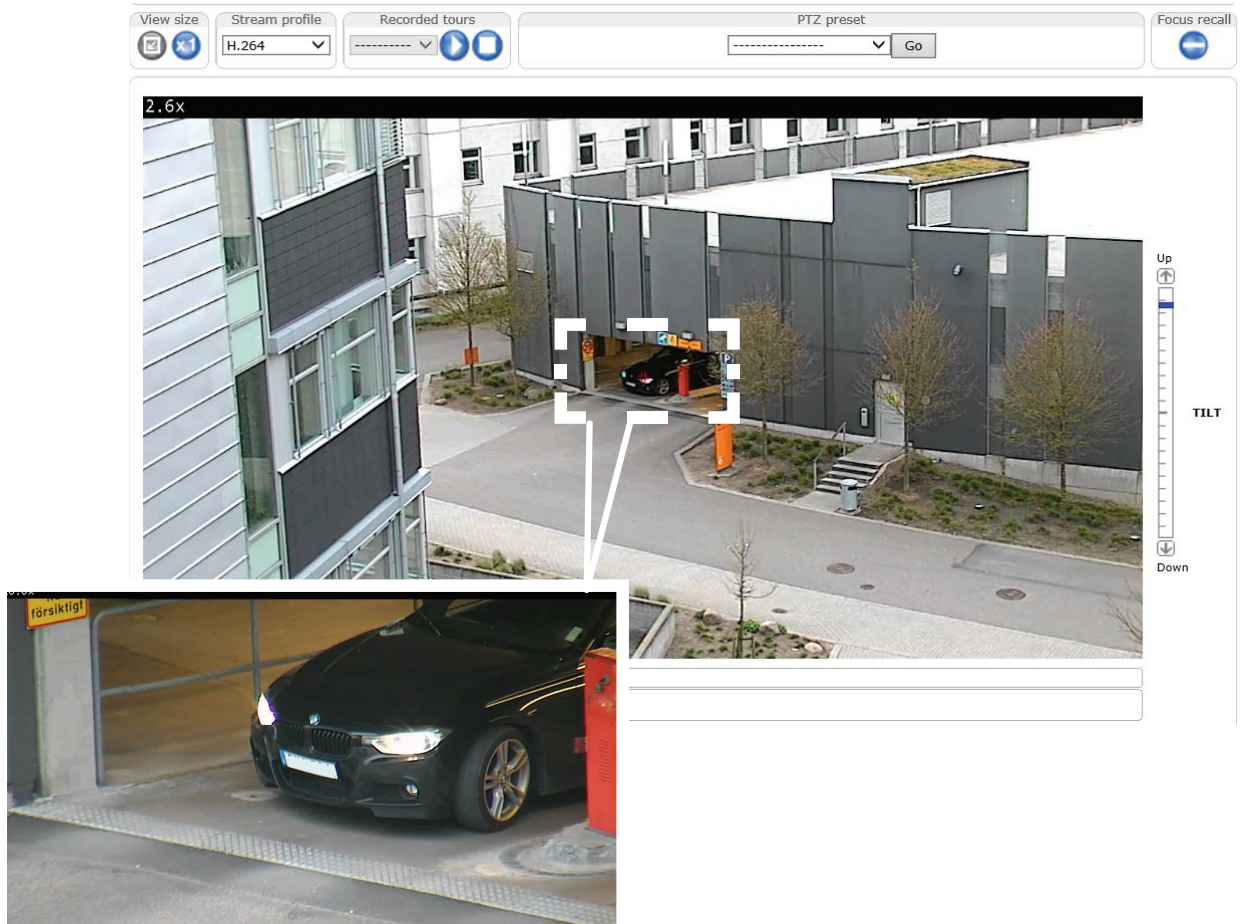 View size
Stream profile
Recorded tours
PTZ preset
Focus recall
x1
H.264
----------
----------------
Go
2.6x
Up
TILT
Down
P
försiktigt